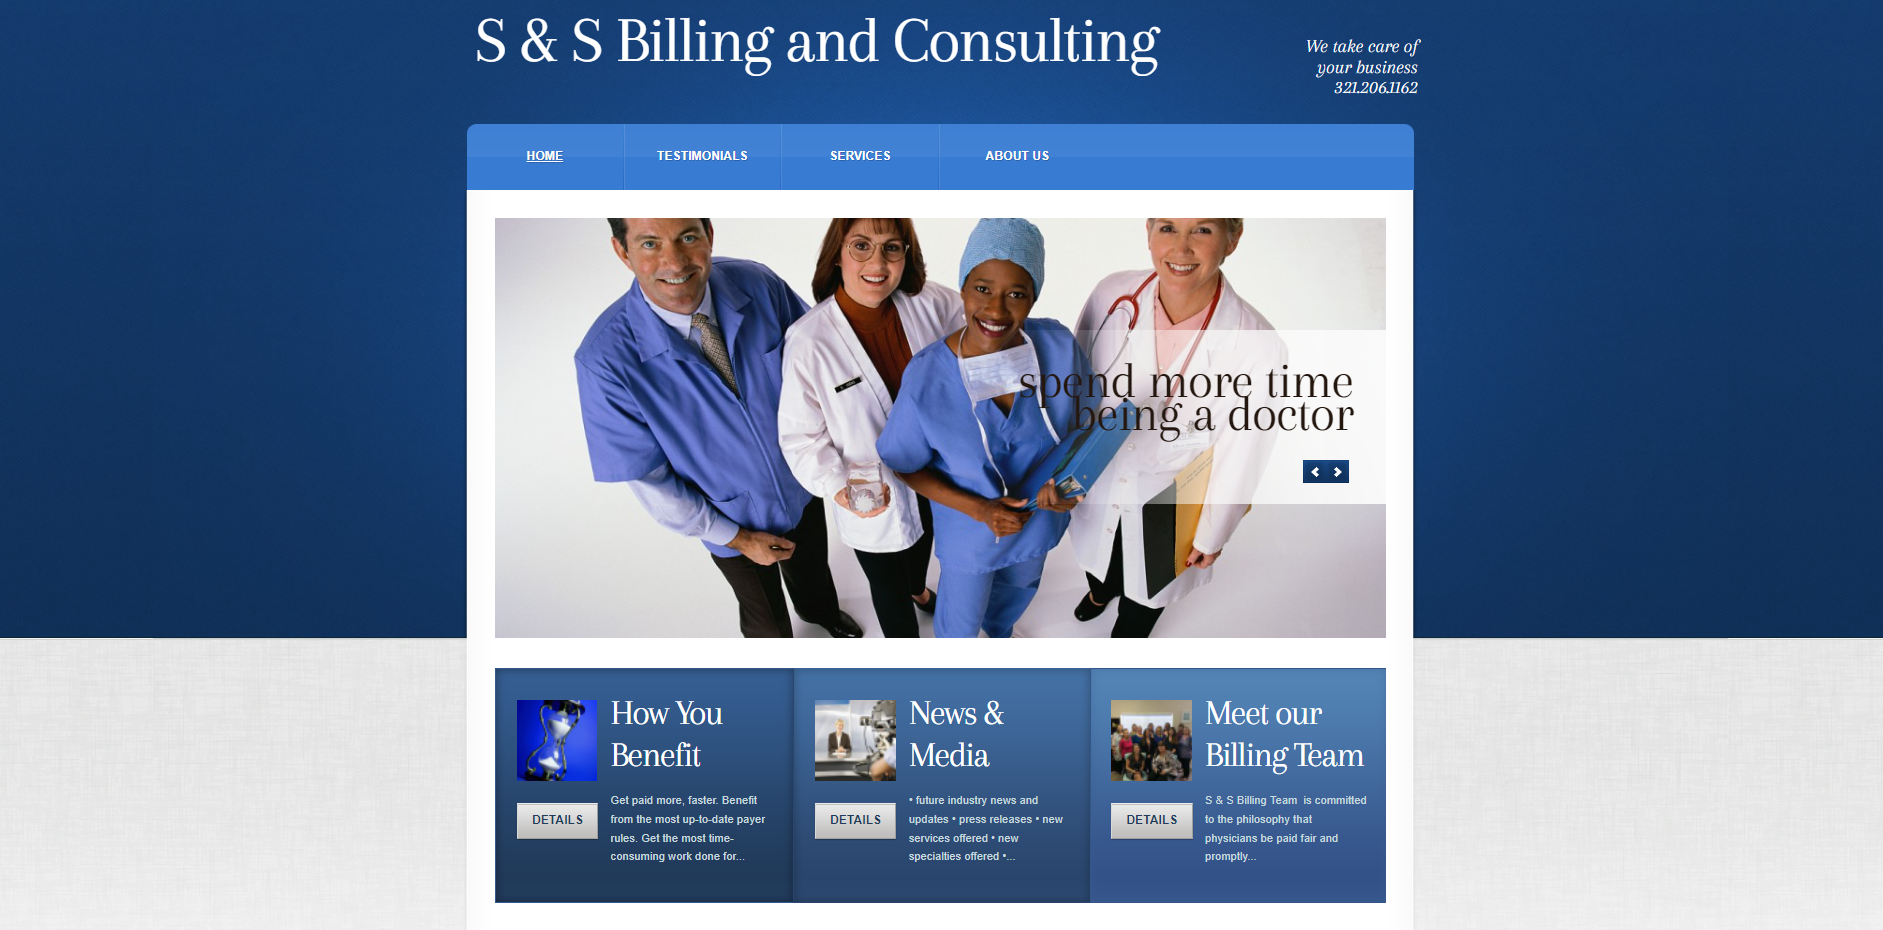 S & S Billing and Consulting
We take care of
your business
321.206.1162
HOME
TESTIMONIALS
SERVICES
ABOUT US
spend more time
being a doctor
How You
Benefit
Get paid more, faster. Benefit
from the most up-to-date payer
rules. Get the most time-
consuming work done for...
DETAILS
News &
Media
• future industry news and
updates • press releases • new
services offered • new
specialties offered •...
DETAILS
Meet our
Billing Team
S & S Billing Team  is committed
to the philosophy that
physicians be paid fair and
promptly...
DETAILS